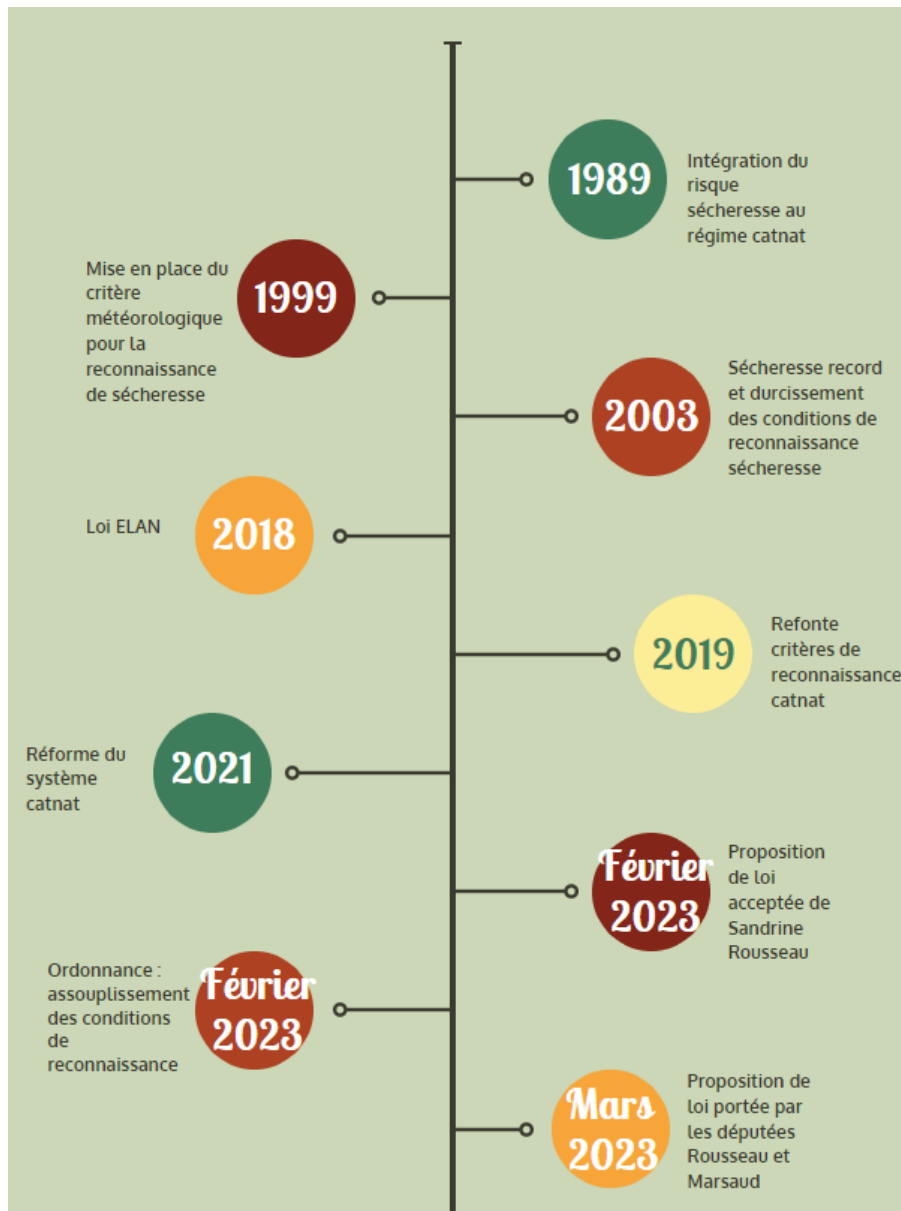 1989
Intégration du
risque
sécheresse au
régime catnat
Mise en place du
critère
météorologique
pour la
reconnaissance
de sécheresse
1999
2003
Sécheresse record
et durcissement
des conditions de
reconnaissance
sécheresse
Loi ELAN
2018
2019
Refonte
critères de
reconnaissance
catnat
Réforme du
système
catnat
2021
Février
2023
Proposition
de loi
acceptée de
Sandrine
Rousseau
Ordonnance :
assouplissement
des conditions
de
reconnaissance
Février
2023
Mars
2023
Proposition de
loi portée par
les députées
Rousseau et
Marsaud